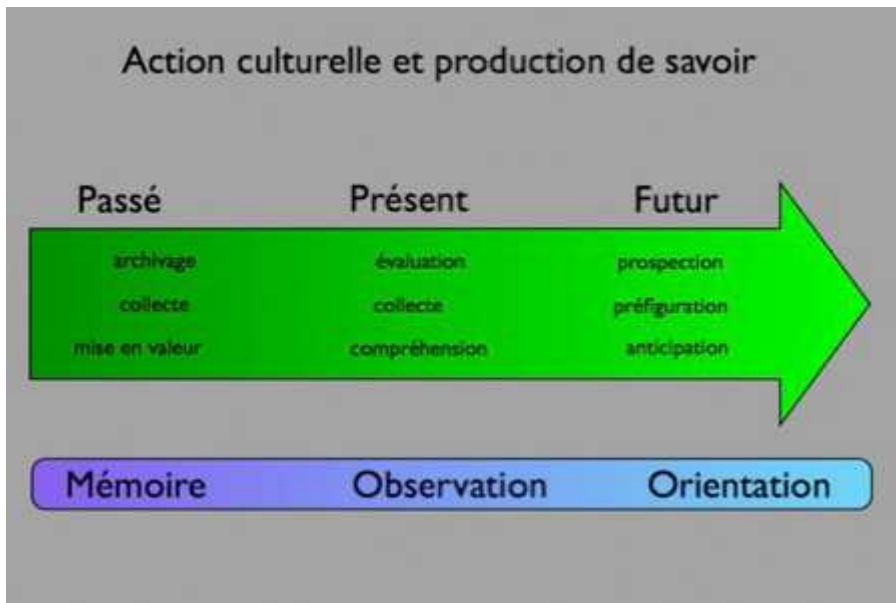 Action culturelle et production de savoir
Passé Présent Futur
archivage évaluation prospection
collecte collecte préfiguration
mise en valeur compréhension anticipation
Mémoire Observation Orientation